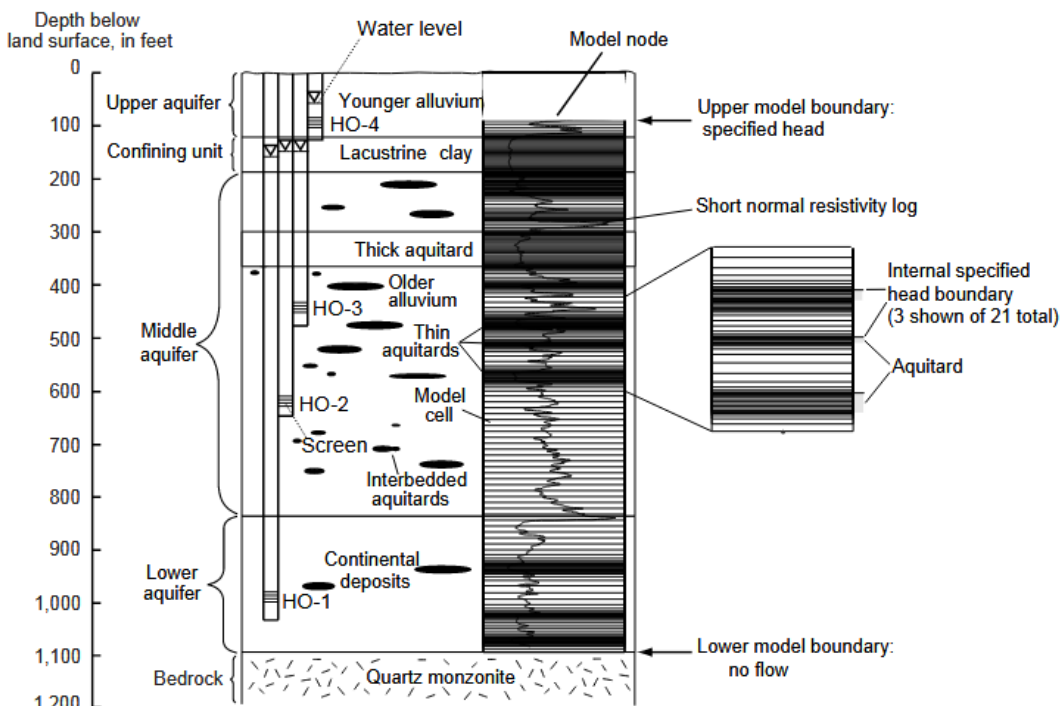 Depth below
land surface, in feet
0
100
200
300
400
500
600
700
800
900
1,000
1,100
1,200
Upper aquifer
Confining unit
Middle
aquifer
Lower
aquifer
Bedrock
Water level
Younger alluvium
HO-4
Lacustrine clay
Thick aquitard
Older
alluvium
HO-3
Thin
aquitards
Model
cell
HO-2
Screen
Interbedded
aquitards
Continental
deposits
HO-1
Quartz monzonite
Model node
Upper model boundary:
specified head
Short normal resistivity log
Internal specified
head boundary
(3 shown of 21 total)
Aquitard
Lower model boundary:
no flow